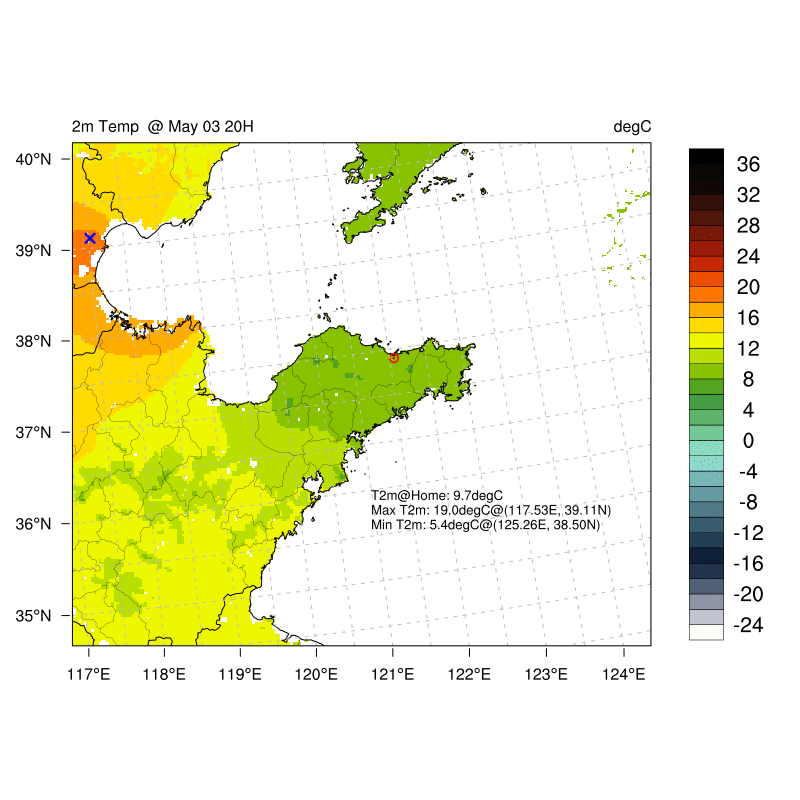 2m Temp @ May 03 20H degC
40°N
39°N
38°N
37°N
36°N
35°N
117°E 118°E 119°E 120°E 121°E 122°E 123°E 124°E
T2m@Home: 9.7degC
Max T2m: 19.0degC@(117.53E, 39.11N)
Min T2m: 5.4degC@(125.26E, 38.50N)
36
32
28
24
20
16
12
8
4
0
-4
-8
-12
-16
-20
-24